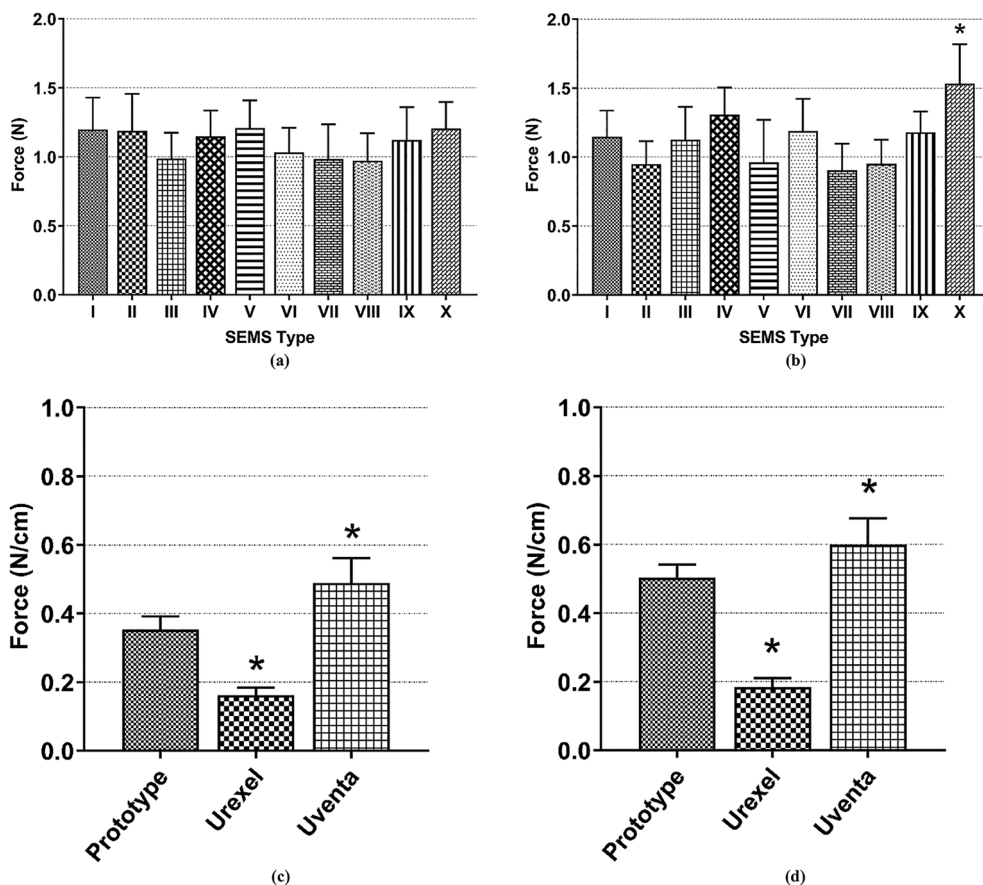 2.0
1.5
1.0
0.5
0.0
Force (N)
I II III IV V VI VII VIII IX X
SEMS Type
(a)
2.0
1.5
1.0
0.5
0.0
Force (N)
*
I II III IV V VI VII VIII IX X
SEMS Type
(b)
1.0
0.8
0.6
0.4
0.2
0.0
Force (N/cm)
* *
Prototype Urexel Uventa
(c)
1.0
0.8
0.6
0.4
0.2
0.0
Force (N/cm)
* *
Prototype Urexel Uventa
(d)